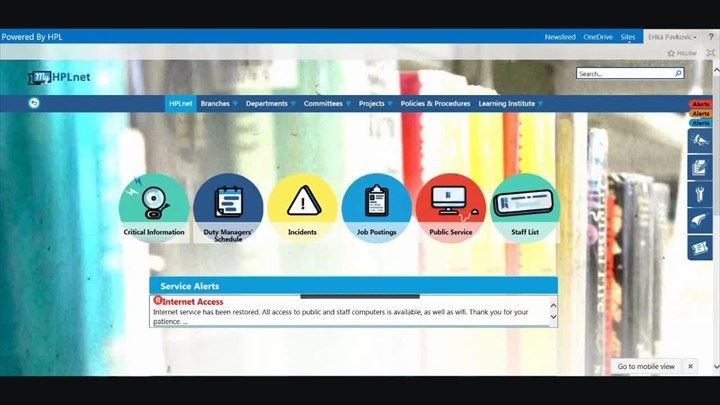 Powered By HPL
Newsfeed OneDrive Sites Erika Pavkovic ?
FOLLOW
My HPLnet
Search...
HPLnet Branches Departments Committees Projects Policies & Procedures Learning Institute
Alerts
Alerts
Alerts
Critical Information
Duty Managers' Schedule
Incidents
Job Postings
Public Service
Staff List
Service Alerts
R Internet Access
Internet service has been restored. All access to public and staff computers is available, as well as wifi. Thank you for your
patience. ...
Go to mobile view ×